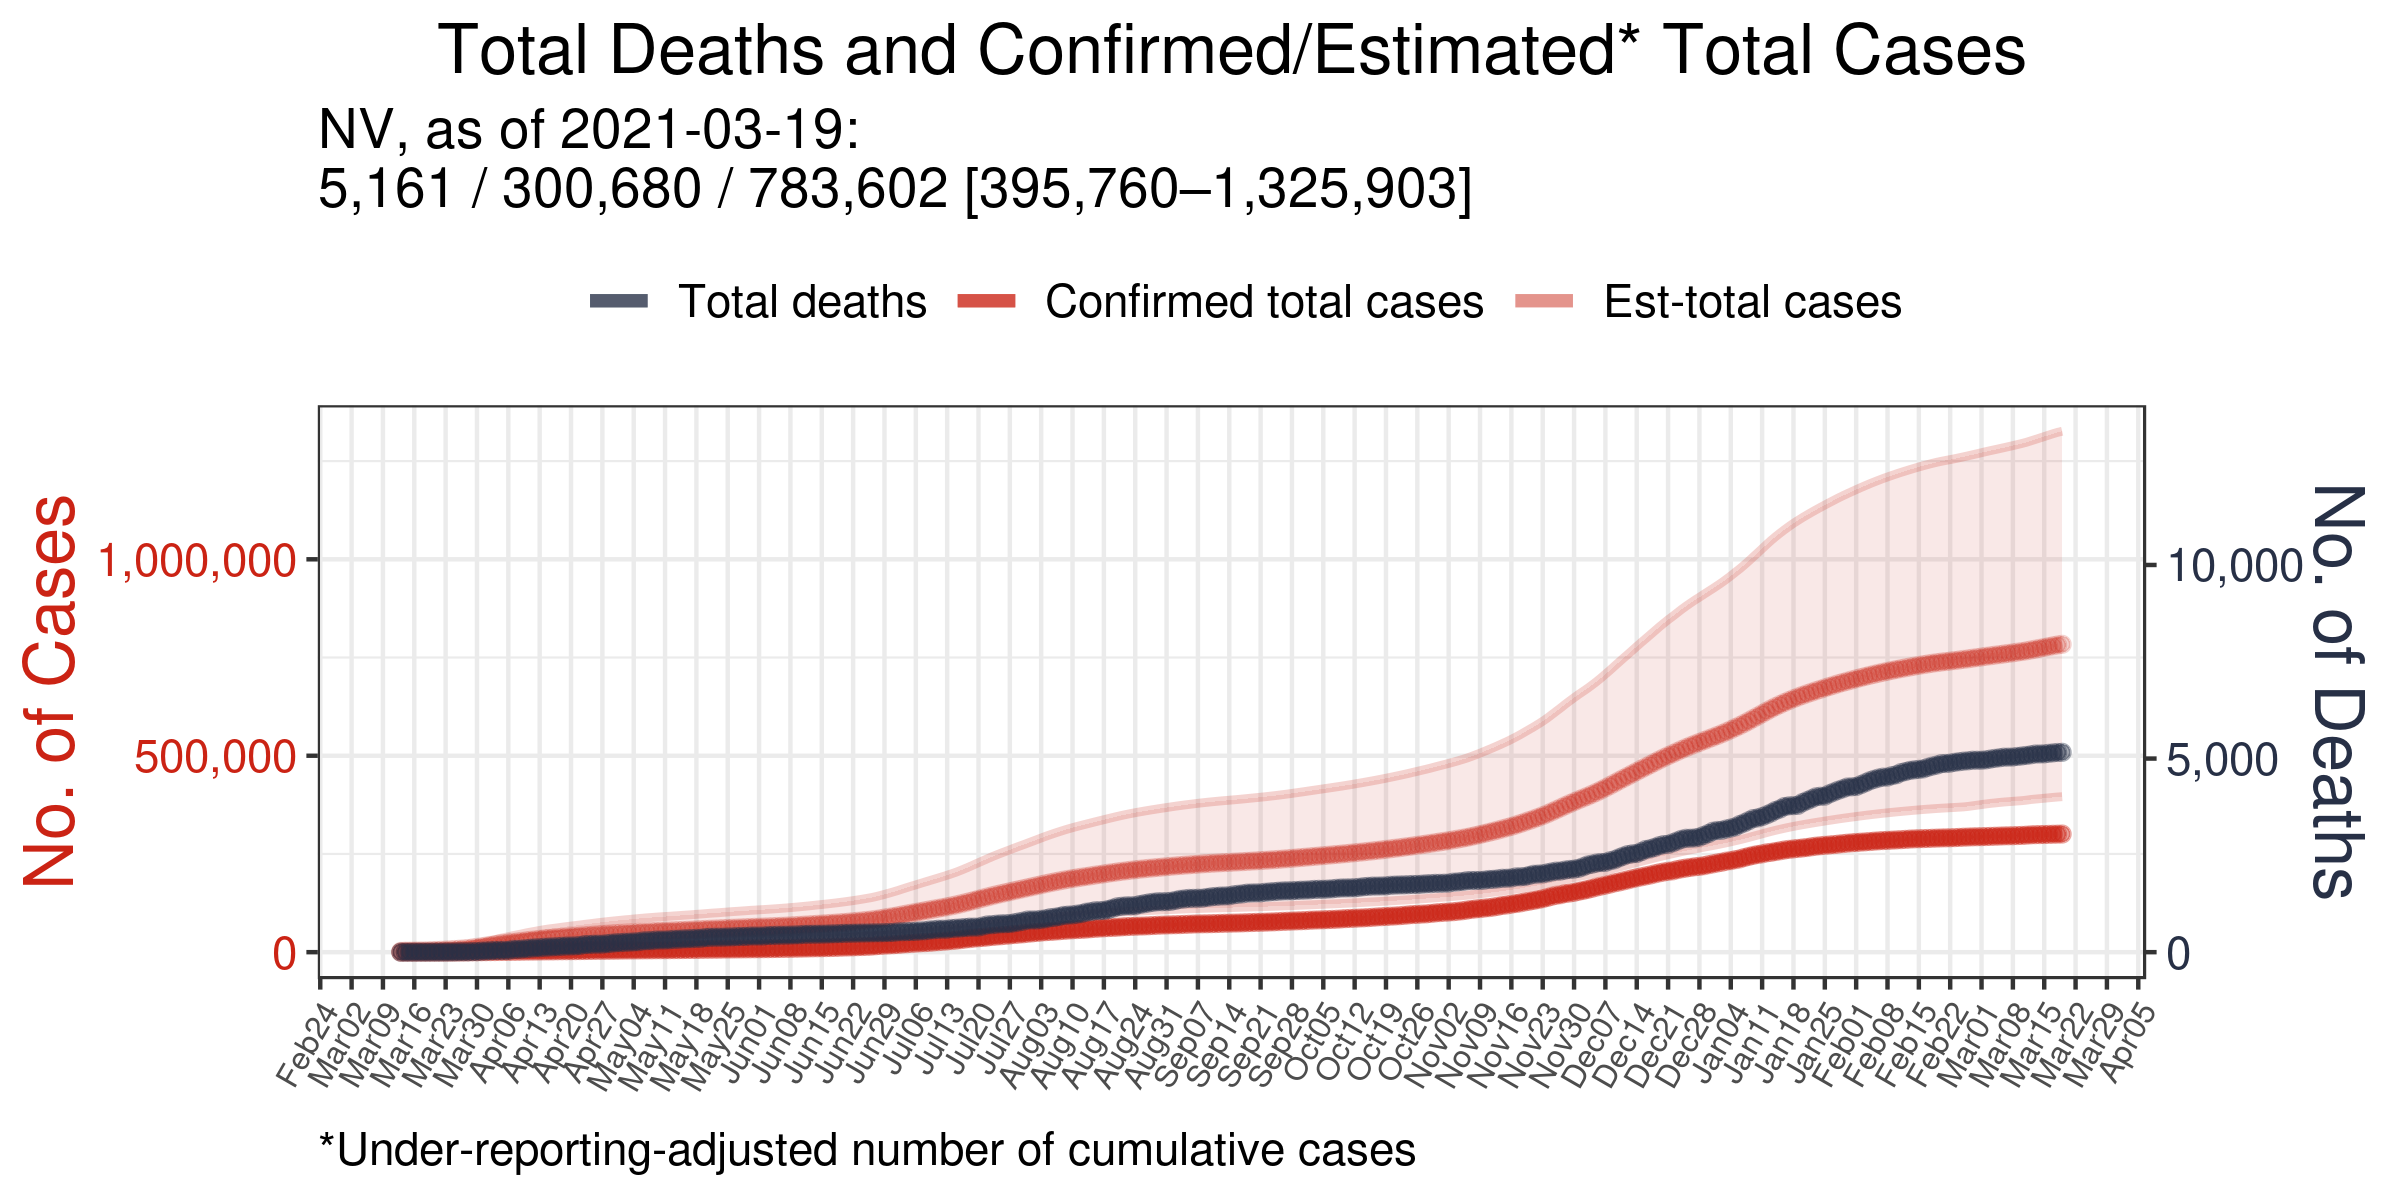 Total Deaths and Confirmed/Estimated* Total Cases
NV, as of 2021-03-19:
5,161 / 300,680 / 783,602 [395,760–1,325,903]
Total deaths
Confirmed total cases
Est-total cases
No. of Cases
1,000,000
500,000
0
10,000
5,000
0
No. of Deaths
Feb24
Mar02
Mar09
Mar16
Mar23
Mar30
Apr06
Apr13
Apr20
Apr27
May04
May11
May18
May25
Jun01
Jun08
Jun15
Jun22
Jun29
Jul06
Jul13
Jul20
Jul27
Aug03
Aug10
Aug17
Aug24
Aug31
Sep07
Sep14
Sep21
Sep28
Oct05
Oct12
Oct19
Oct26
Nov02
Nov09
Nov16
Nov23
Nov30
Dec07
Dec14
Dec21
Dec28
Jan04
Jan11
Jan18
Jan25
Feb01
Feb08
Feb15
Feb22
Mar01
Mar08
Mar15
Mar22
Mar29
Apr05
*Under-reporting-adjusted number of cumulative cases